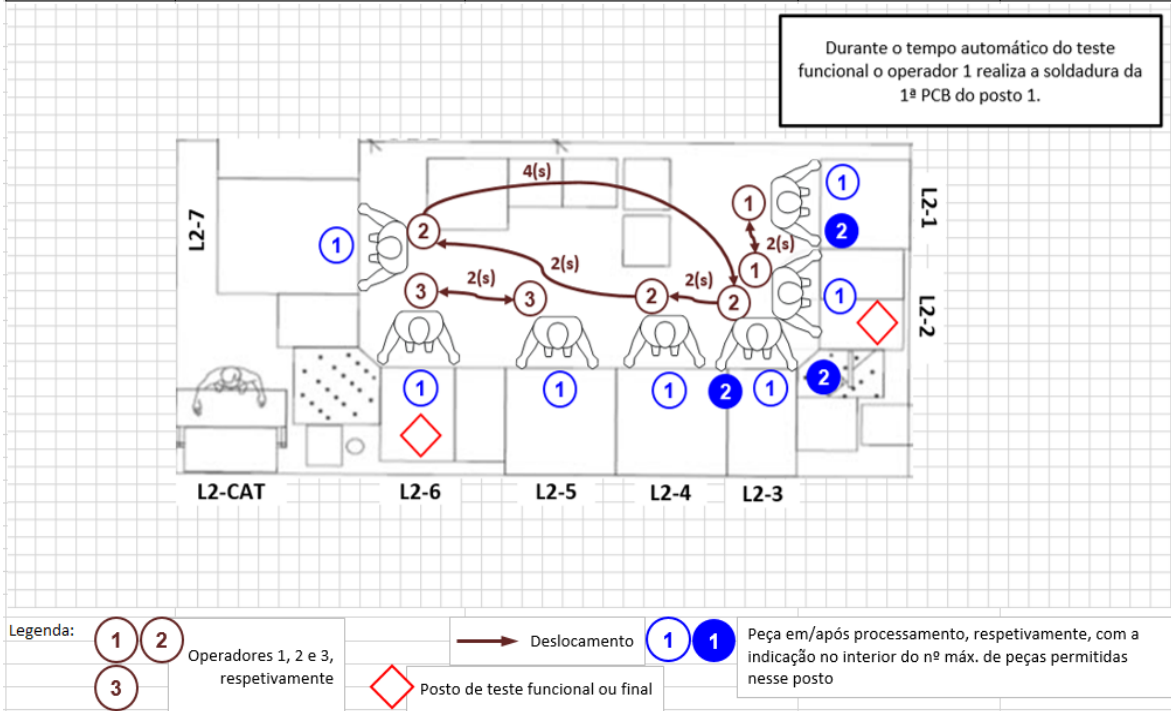 Durante o tempo automático do teste
funcional o operador 1 realiza a soldadura da
1ª PCB do posto 1.
4(s)
1
1
L2-1
L2-7
2
1
2
2(s)
1
2(s)
2(s)
1
2(s)
3
3
2
2
1
L2-2
1
1
1
2
1
2
L2-CAT
L2-6
L2-5
L2-4
L2-3
Legenda:
1
2
3
Operadores 1, 2 e 3,
respetivamente
Deslocamento
1
1
Peça em/após processamento, respetivamente, com a
indicação no interior do nº máx. de peças permitidas
nesse posto
Posto de teste funcional ou final